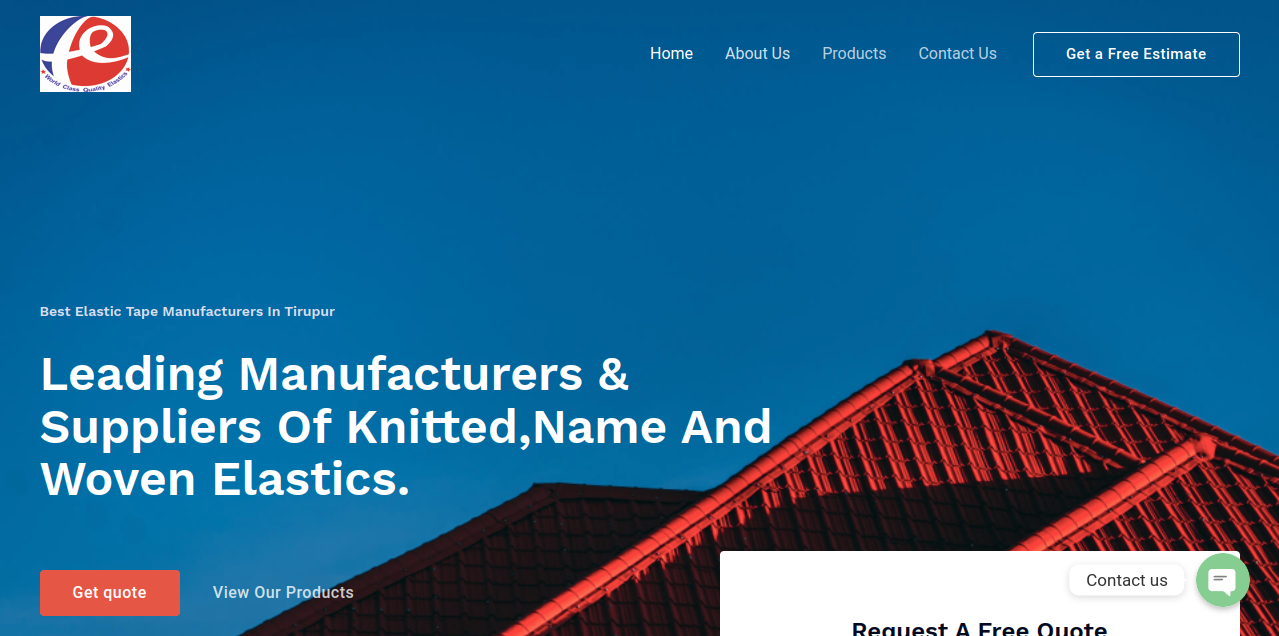 e
World Class Quality Elastics
Home
About Us
Products
Contact Us
Get a Free Estimate
Best Elastic Tape Manufacturers In Tirupur
Leading Manufacturers &
Suppliers Of Knitted,Name And
Woven Elastics.
Get quote
View Our Products
Contact us
Request A Free Quote